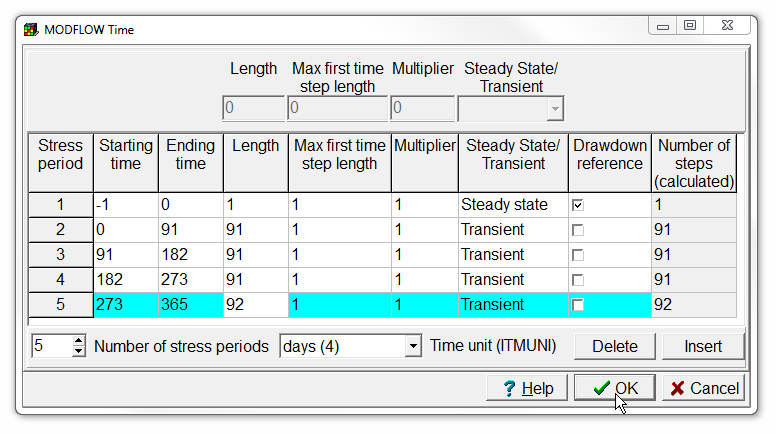 MODFLOW Time
Length Max first time step length Multiplier Steady State/ Transient
0 0 0
Stress period Starting time Ending time Length Max first time step length Multiplier Steady State/ Transient Drawdown reference Number of steps (calculated)
1 -1 0 1 1 1 Steady state 1
2 0 91 91 1 1 Transient 91
3 91 182 91 1 1 Transient 91
4 182 273 91 1 1 Transient 91
5 273 365 92 1 1 Transient 92
5 Number of stress periods days (4) Time unit (ITMUNI) Delete Insert
? Help OK Cancel